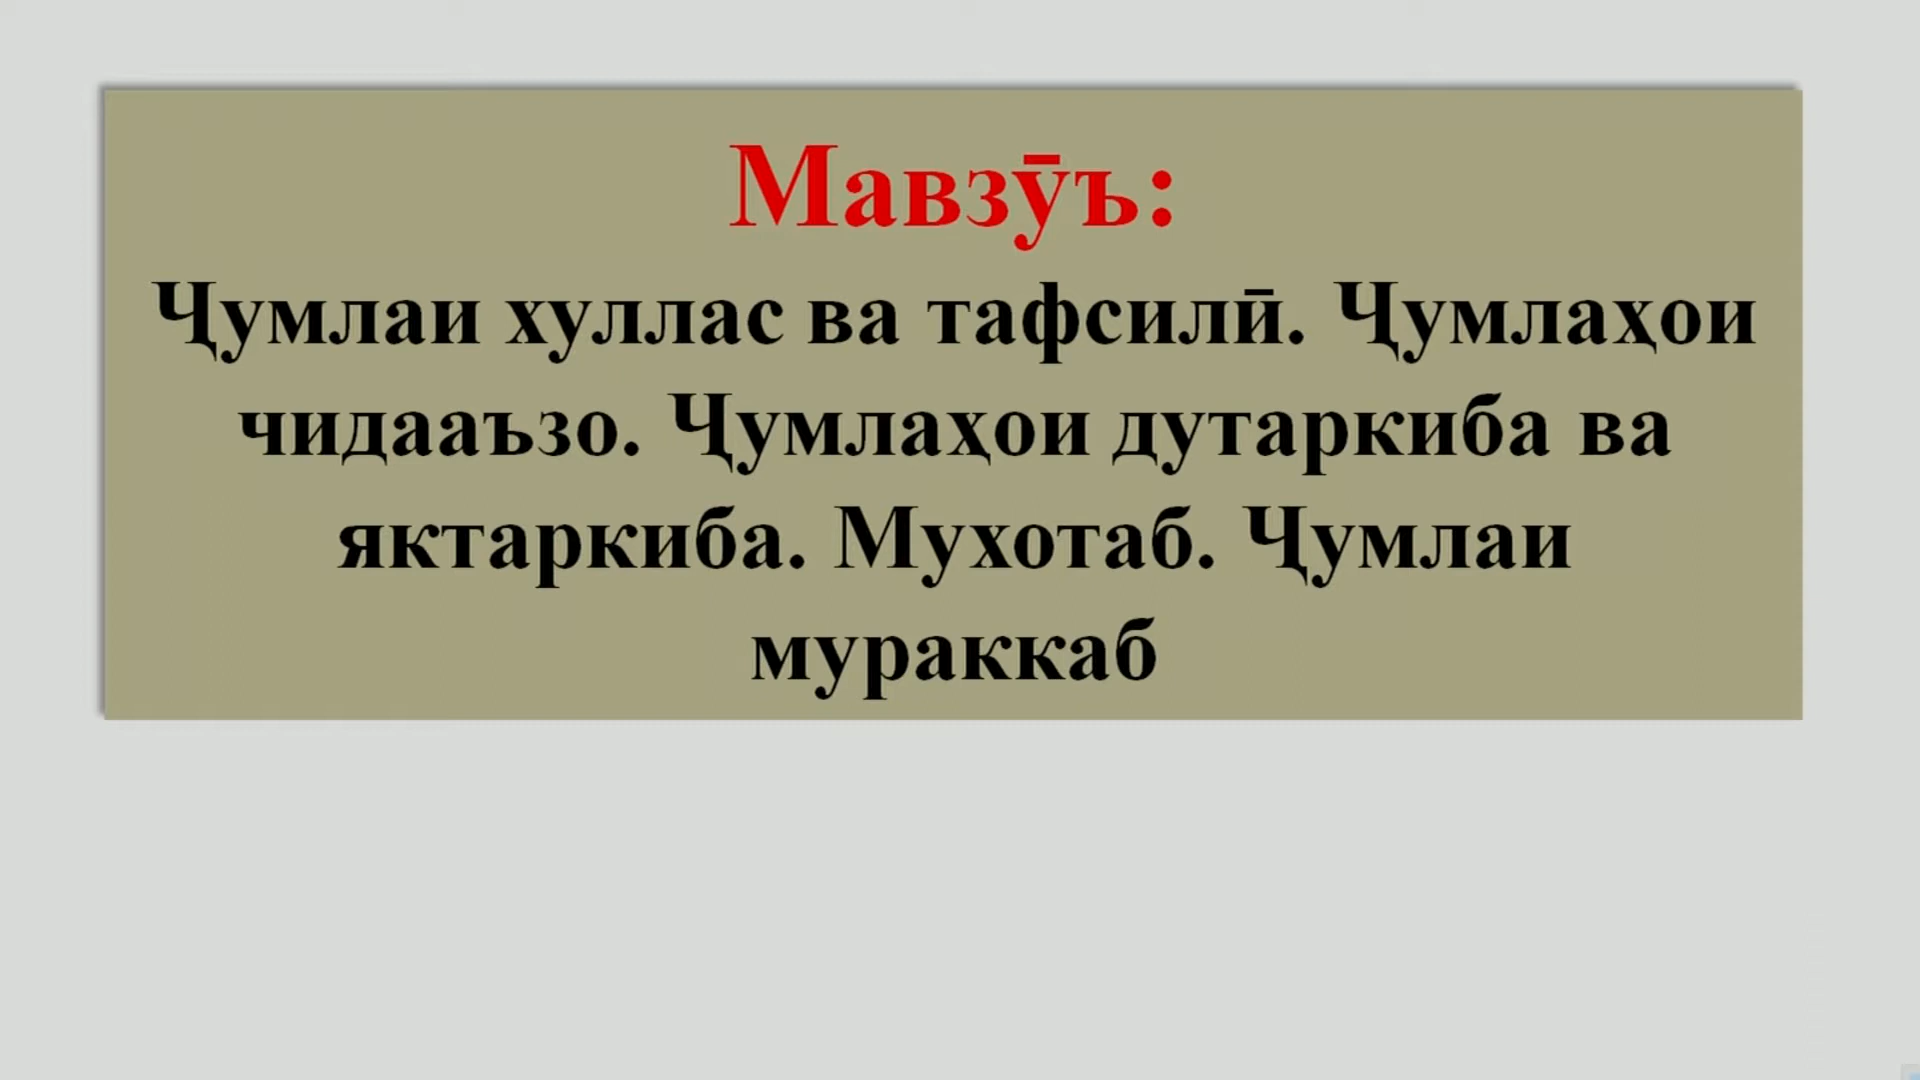 Мавзӯъ:
Ҷумлаи хуллас ва тафсилӣ. Ҷумлаҳои
чидааъзо. Ҷумлаҳои дутаркиба ва
яктаркиба. Мухотаб. Ҷумлаи
мураккаб